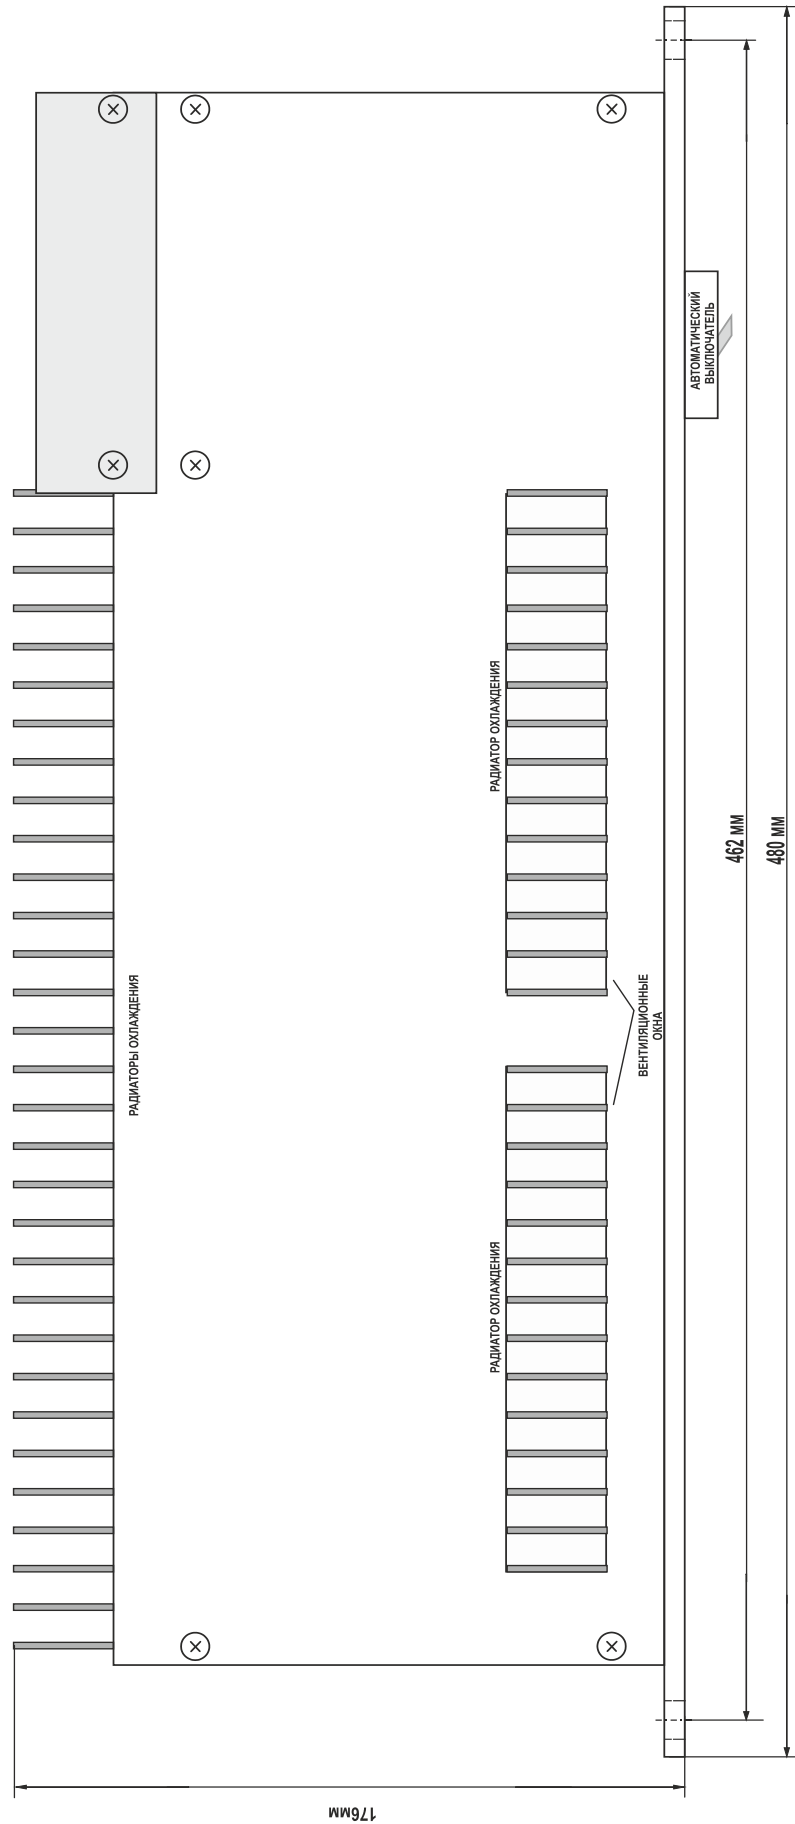 РАДИАТОРЫ ОХЛАЖДЕНИЯ
РАДИАТОР ОХЛАЖДЕНИЯ
РАДИАТОР ОХЛАЖДЕНИЯ
ВЕНТИЛЯЦИОННЫЕ
ОКНА
АВТОМАТИЧЕСКИЙ
ВЫКЛЮЧАТЕЛЬ
462 мм
480 мм
176мм